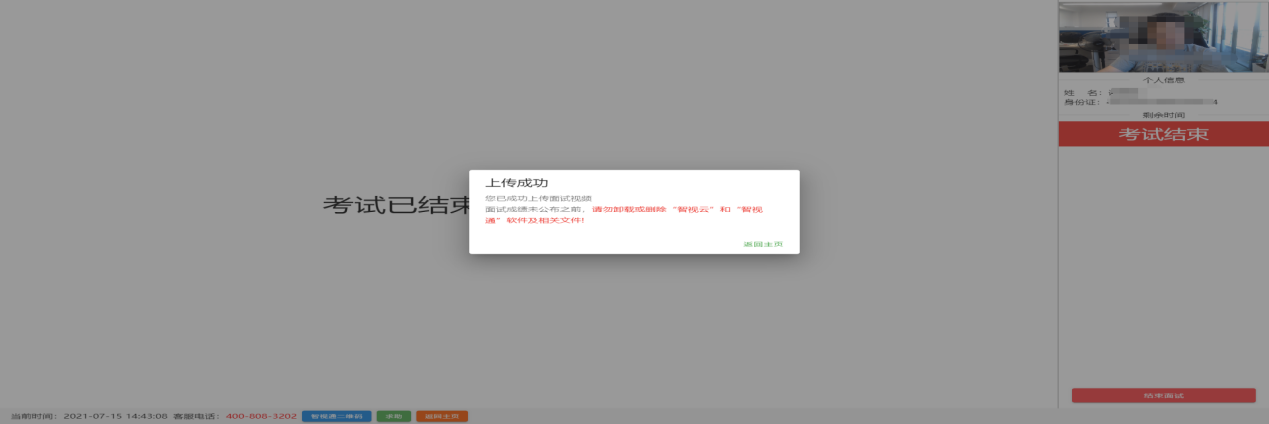 个人信息
姓 名：
身份证：
剩余时间
考试结束
考试已结束
上传成功
您已成功上传面试视频
面试成绩未公布之前，请勿卸载或删除“智视云”和“智视
通”软件及相关文件!
返回主页
结束面试
当前时间：2021-07-15 14:43:08 客服电话：400-808-3202 智视通二维码 求助 返回主页